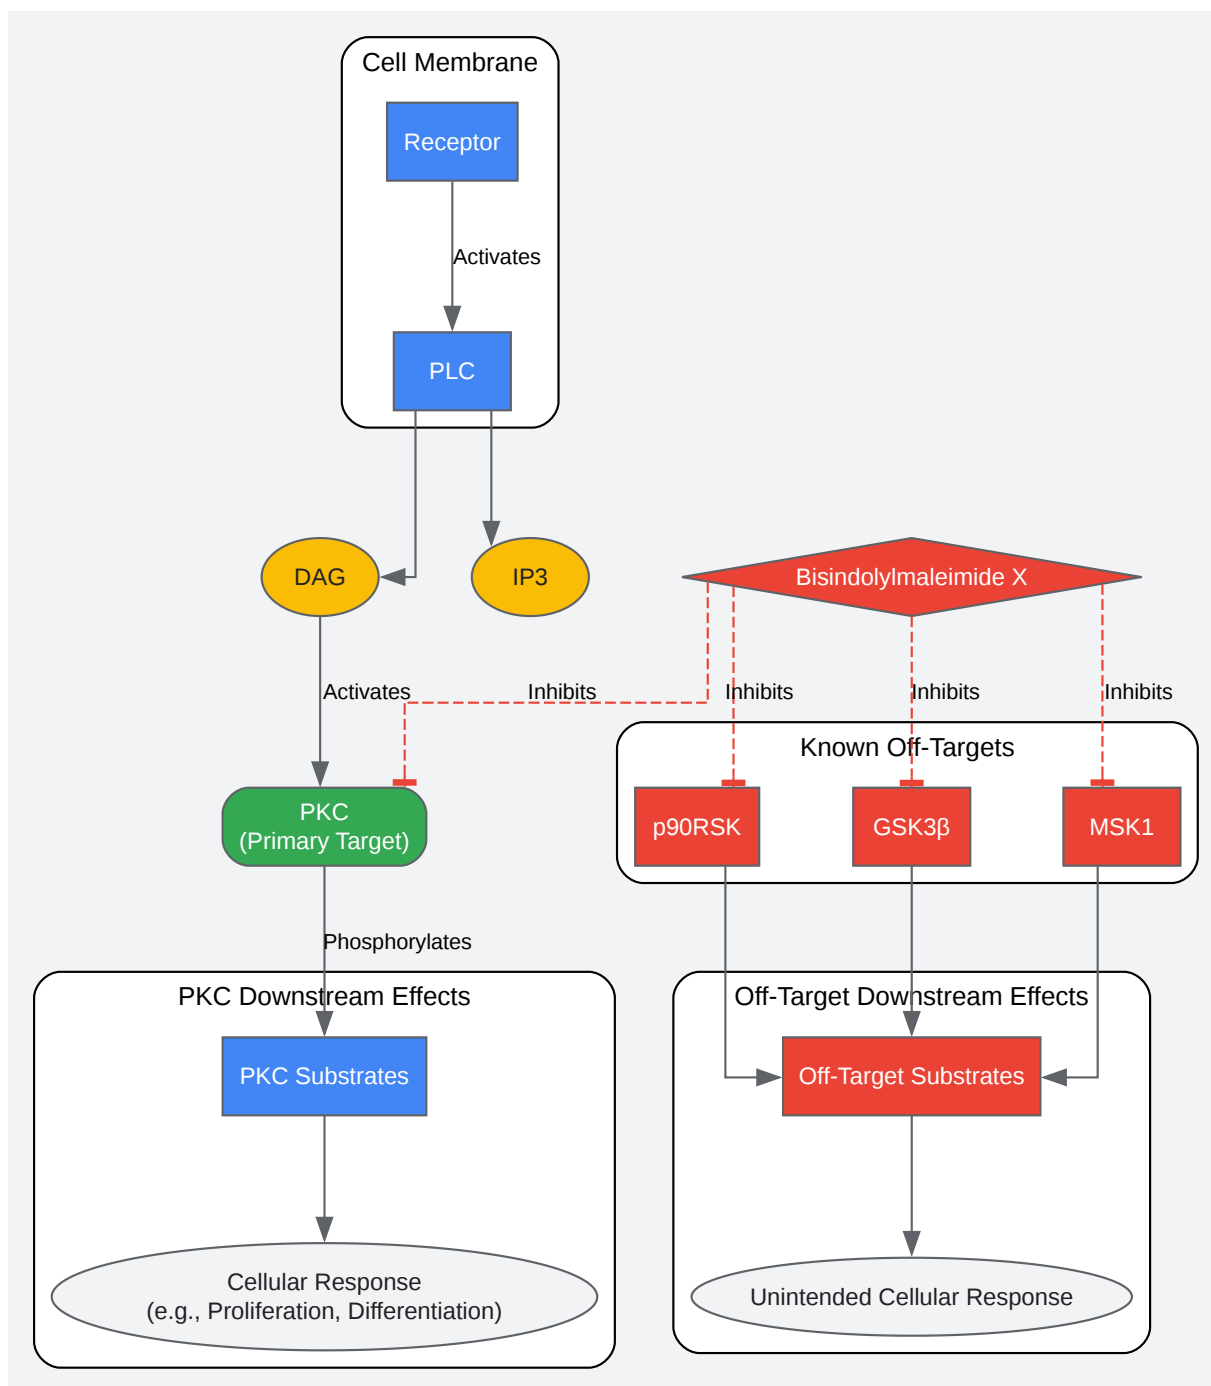 Cell Membrane
Receptor
Activates
PLC
DAG
IP3
Bisindolylmaleimide X
Activates
Inhibits
Inhibits
Inhibits
Inhibits
Known Off-Targets
PKC
(Primary Target)
p90RSK
GSK3β
MSK1
Phosphorylates
PKC Downstream Effects
Off-Target Downstream Effects
PKC Substrates
Off-Target Substrates
Cellular Response
(e.g., Proliferation, Differentiation)
Unintended Cellular Response